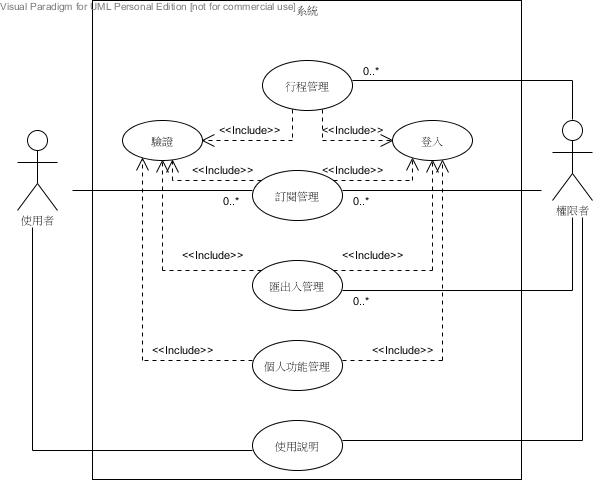 Visual Paradigm for UML Personal Edition [not for commercial use]
系統
行程管理
0..*
<<Include>>
<<Include>>
驗證
登入
<<Include>>
<<Include>>
訂閱管理
0..*
0..*
使用者
權限者
<<Include>>
<<Include>>
匯出入管理
0..*
<<Include>>
<<Include>>
個人功能管理
使用說明